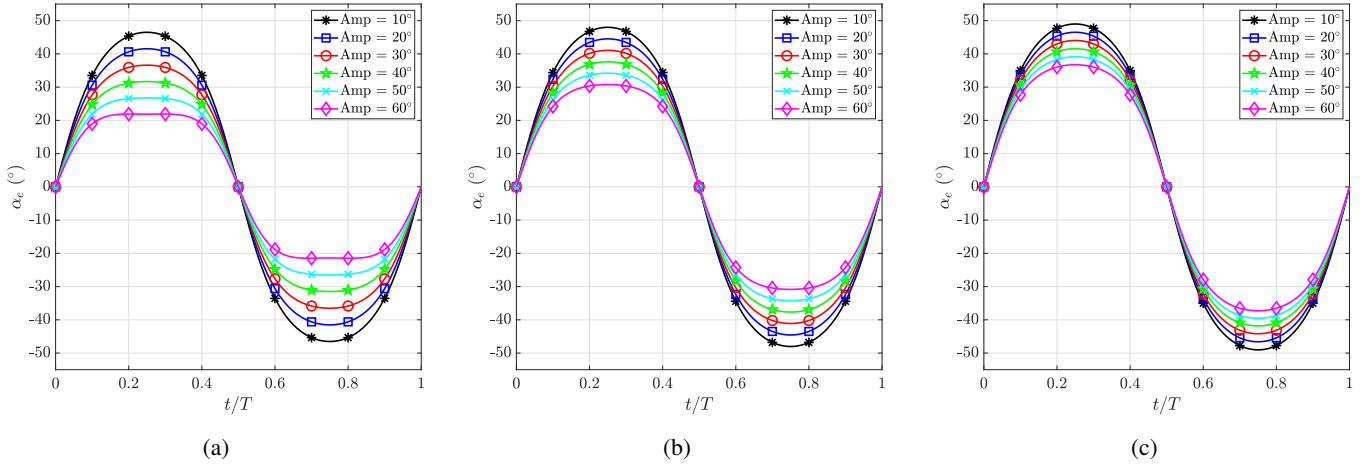 50
40
30
20
10
0
-10
-20
-30
-40
-50
αₑ (°)
0
0.2
0.4
0.6
0.8
1
t/T
Amp = 10°
Amp = 20°
Amp = 30°
Amp = 40°
Amp = 50°
Amp = 60°
(a)
50
40
30
20
10
0
-10
-20
-30
-40
-50
αₑ (°)
0
0.2
0.4
0.6
0.8
1
t/T
Amp = 10°
Amp = 20°
Amp = 30°
Amp = 40°
Amp = 50°
Amp = 60°
(b)
50
40
30
20
10
0
-10
-20
-30
-40
-50
αₑ (°)
0
0.2
0.4
0.6
0.8
1
t/T
Amp = 10°
Amp = 20°
Amp = 30°
Amp = 40°
Amp = 50°
Amp = 60°
(c)